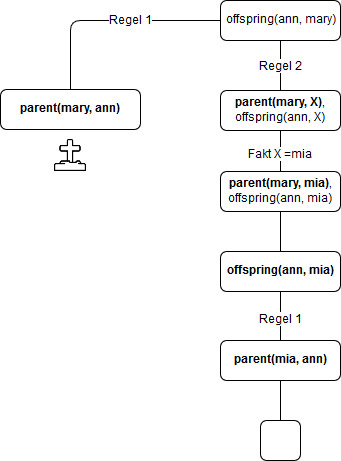 Regel 1
offspring(ann, mary)
Regel 2
parent(mary, ann)
parent(mary, X),
offspring(ann, X)
Fakt X =mia
parent(mary, mia),
offspring(ann, mia)
offspring(ann, mia)
Regel 1
parent(mia, ann)